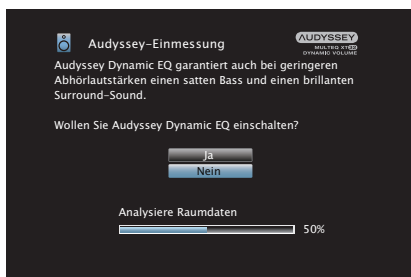 Audyssey-Einmessung
AUDYSSEY
MULTEQ XT32
DYNAMIC VOLUME
Audyssey Dynamic EQ garantiert auch bei geringeren
Abhörlautstärken einen satten Bass und einen brillanten
Surround-Sound.
Wollen Sie Audyssey Dynamic EQ einschalten?
Ja
Nein
Analysiere Raumdaten
50%